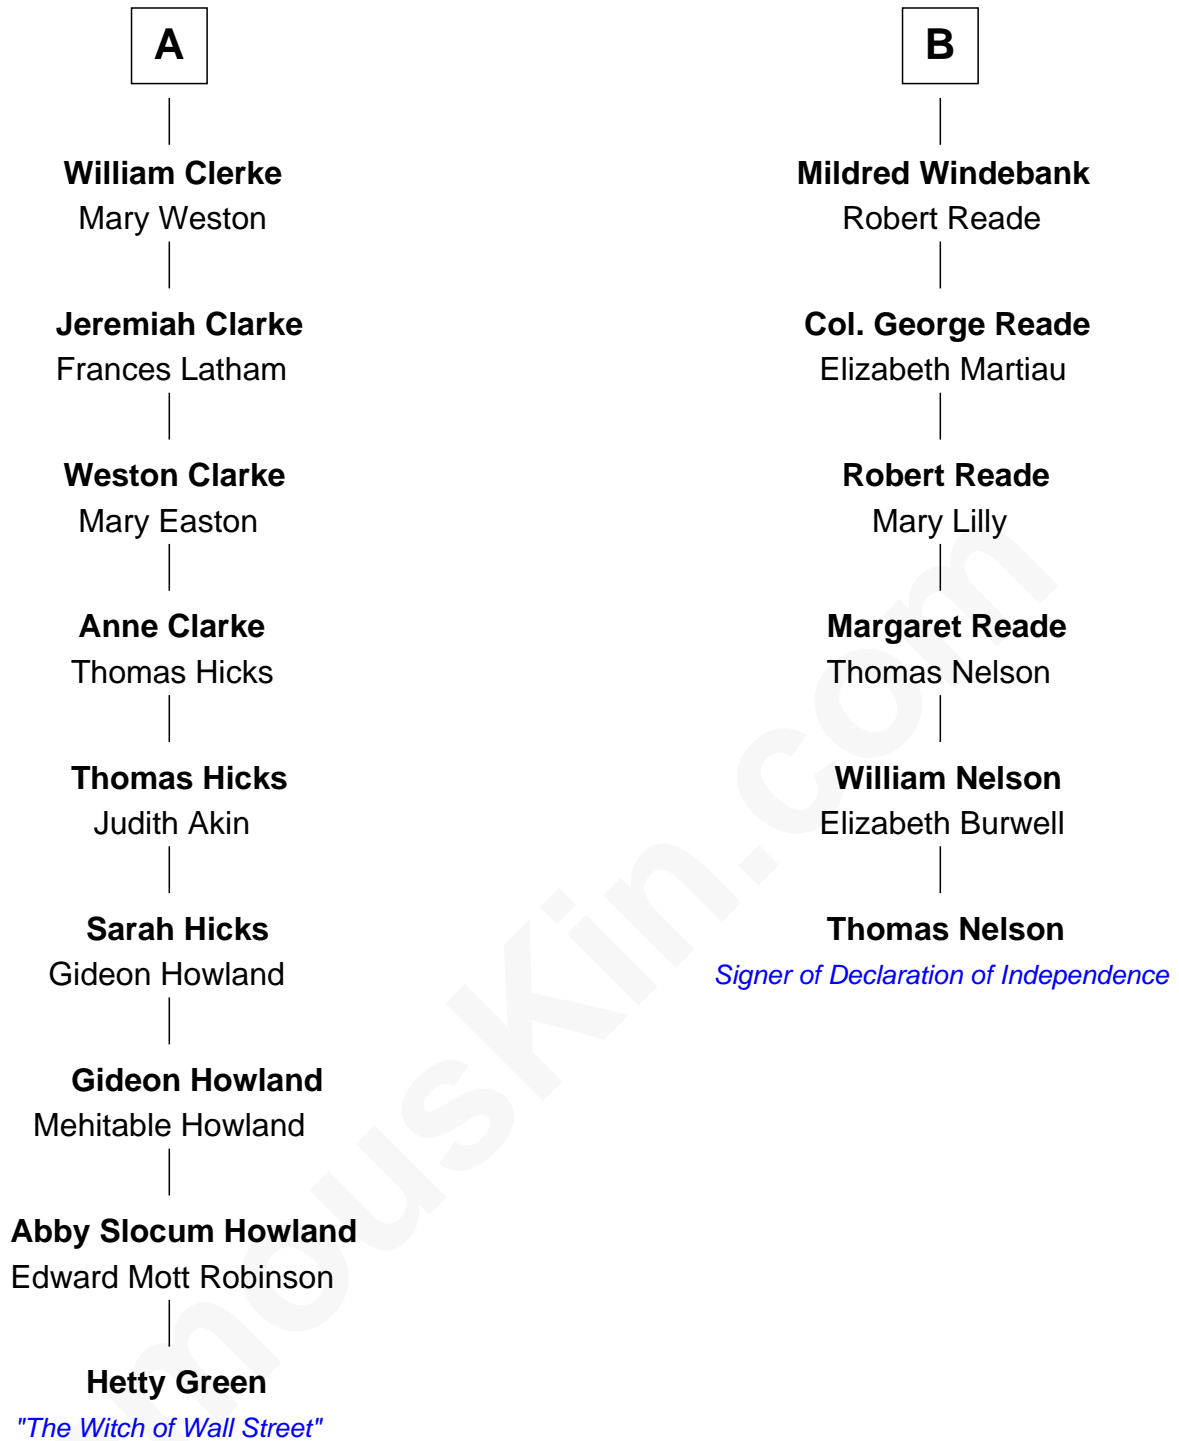 A
William Clerke
Mary Weston
Jeremiah Clarke
Frances Latham
Weston Clarke
Mary Easton
Anne Clarke
Thomas Hicks
Thomas Hicks
Judith Akin
Sarah Hicks
Gideon Howland
Gideon Howland
Mehitable Howland
Abby Slocum Howland
Edward Mott Robinson
Hetty Green
"The Witch of Wall Street"
B
Mildred Windebank
Robert Reade
Col. George Reade
Elizabeth Martiau
Robert Reade
Mary Lilly
Margaret Reade
Thomas Nelson
William Nelson
Elizabeth Burwell
Thomas Nelson
Signer of Declaration of Independence
mousKin.com